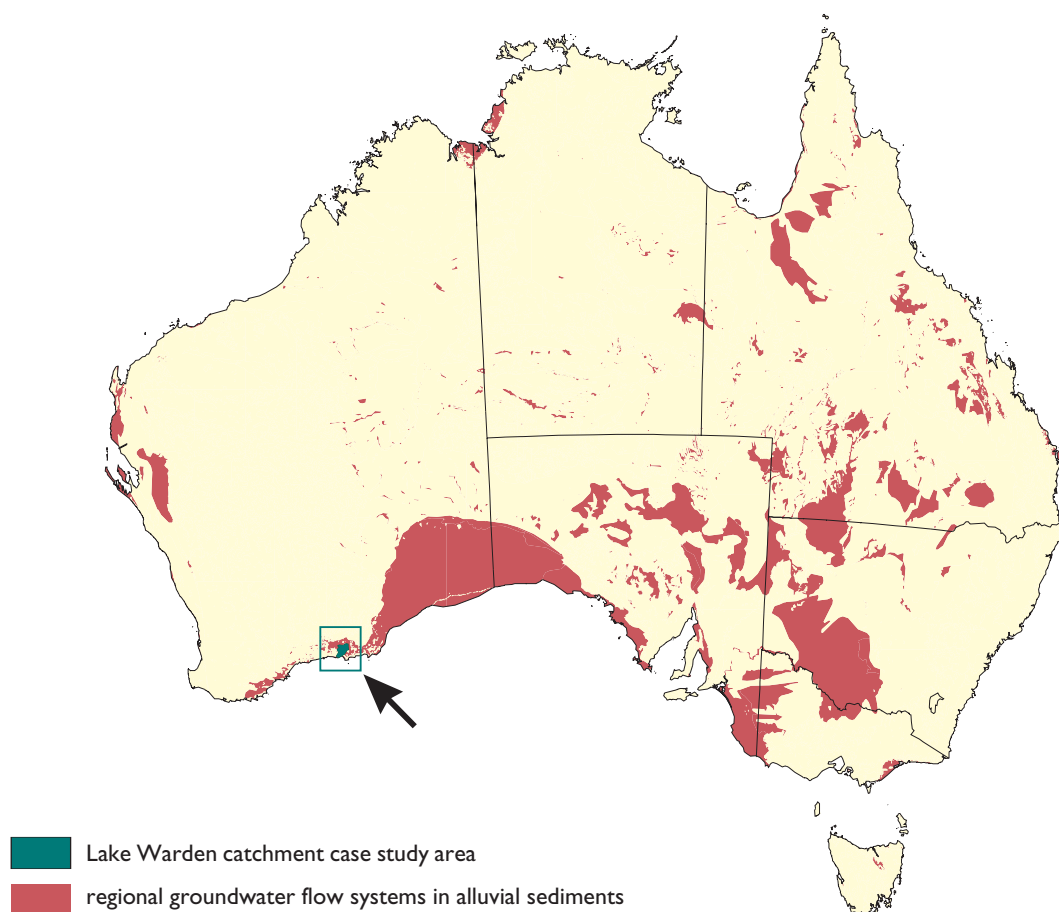 Lake Warden catchment case study area
regional groundwater flow systems in alluvial sediments